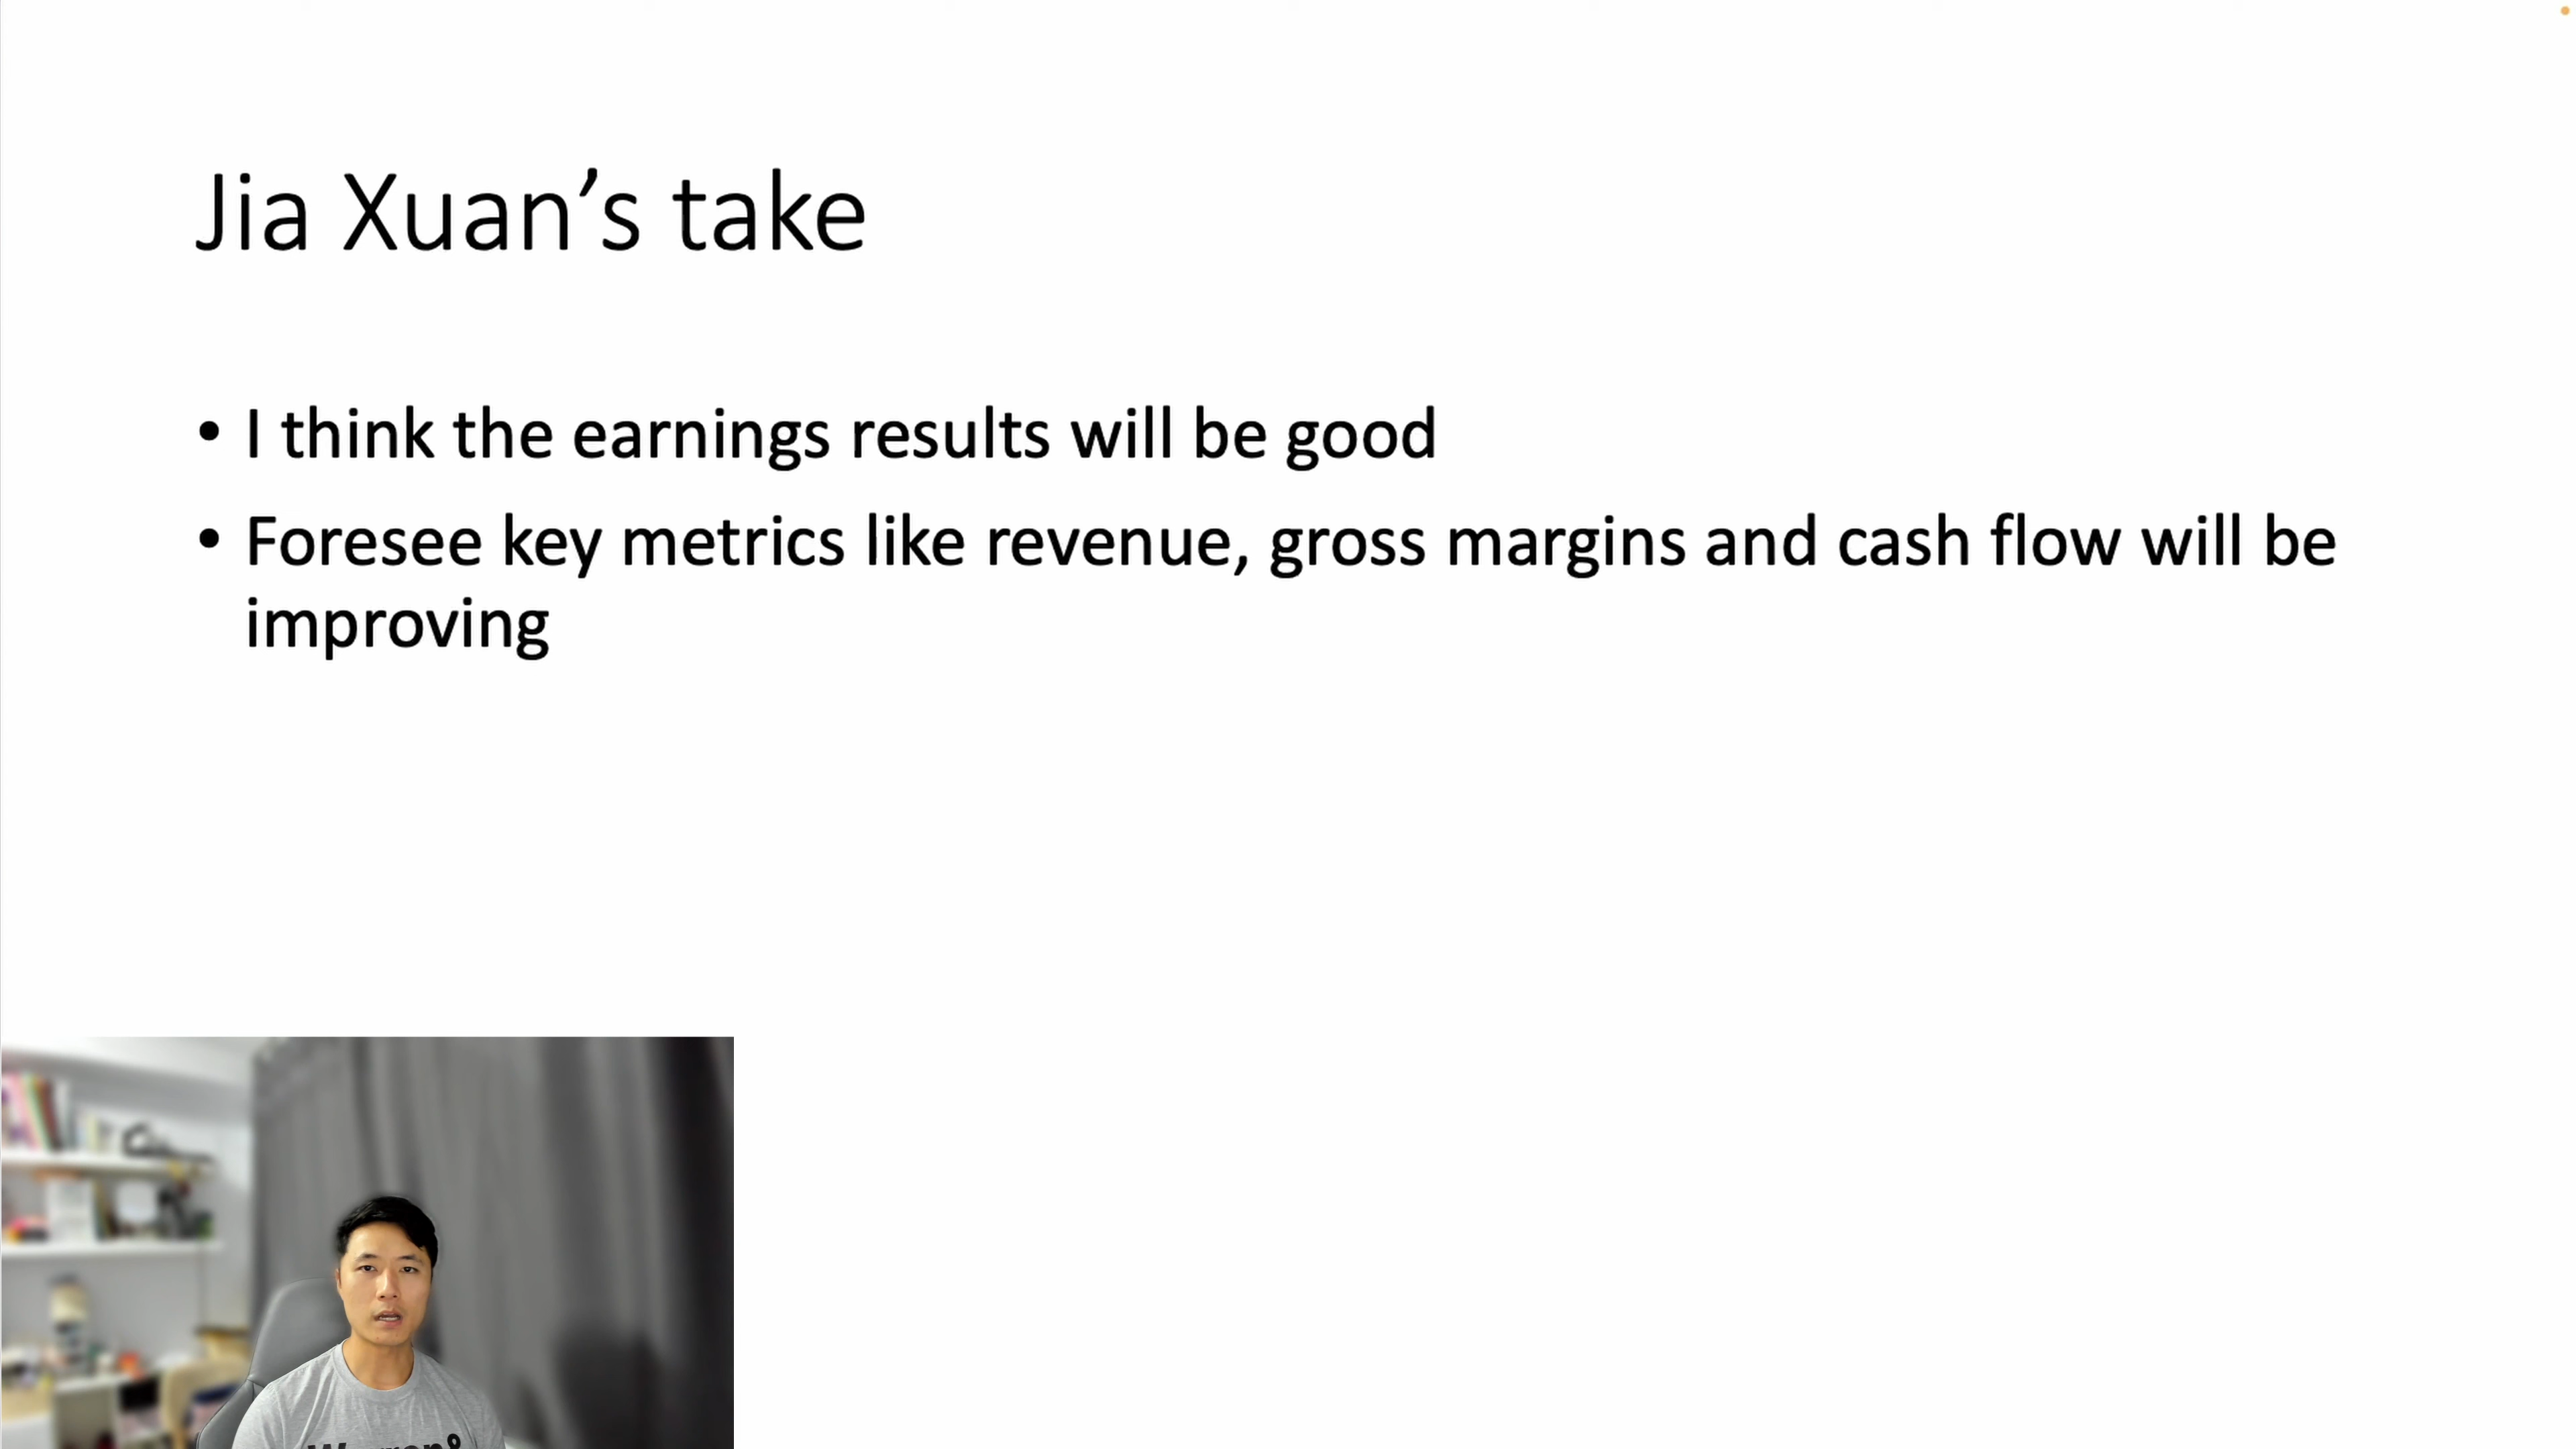 Jia Xuan’s take
• I think the earnings results will be good
• Foresee key metrics like revenue, gross margins and cash flow will be
improving